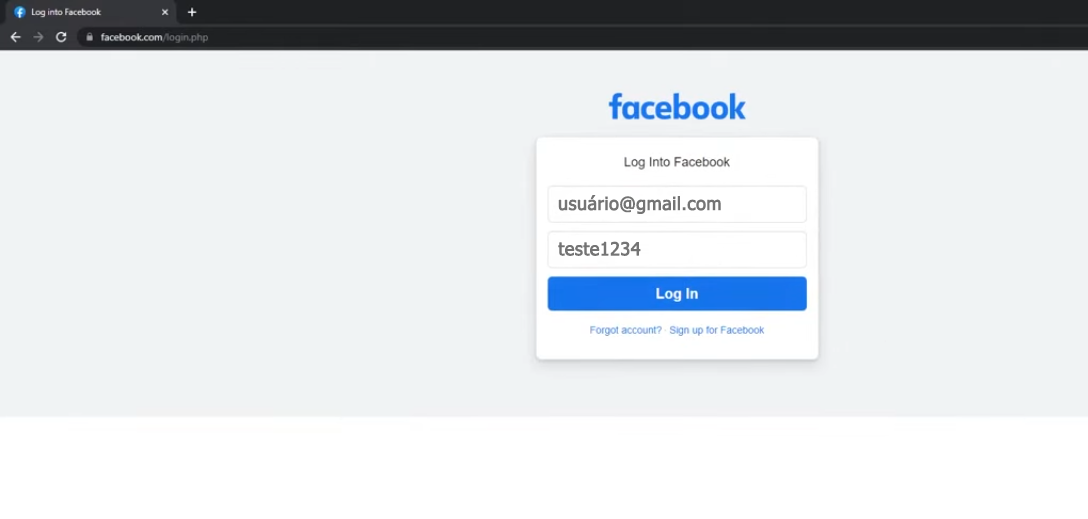 Log into Facebook
facebook.com/login.php
facebook
Log Into Facebook
usuário@gmail.com
teste1234
Log In
Forgot account? · Sign up for Facebook